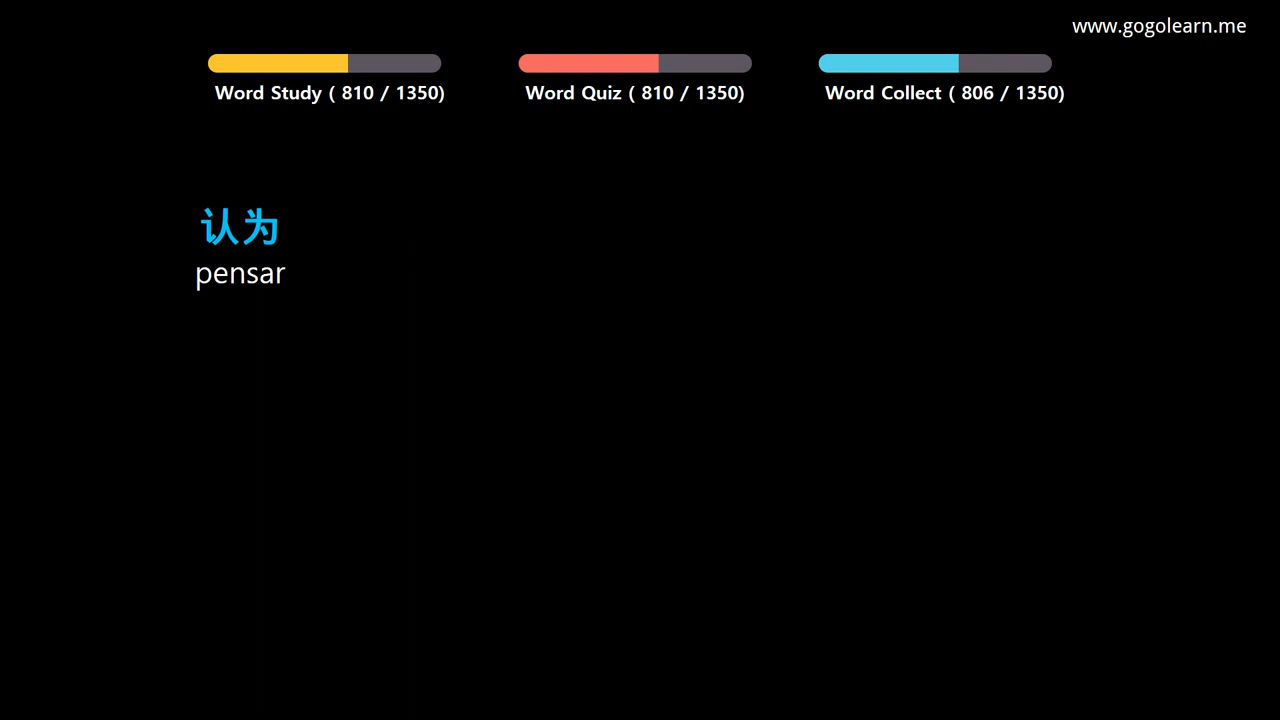 www.gogolearn.me
Word Study ( 810 / 1350)
Word Quiz ( 810 / 1350)
Word Collect ( 806 / 1350)
认为
pensar